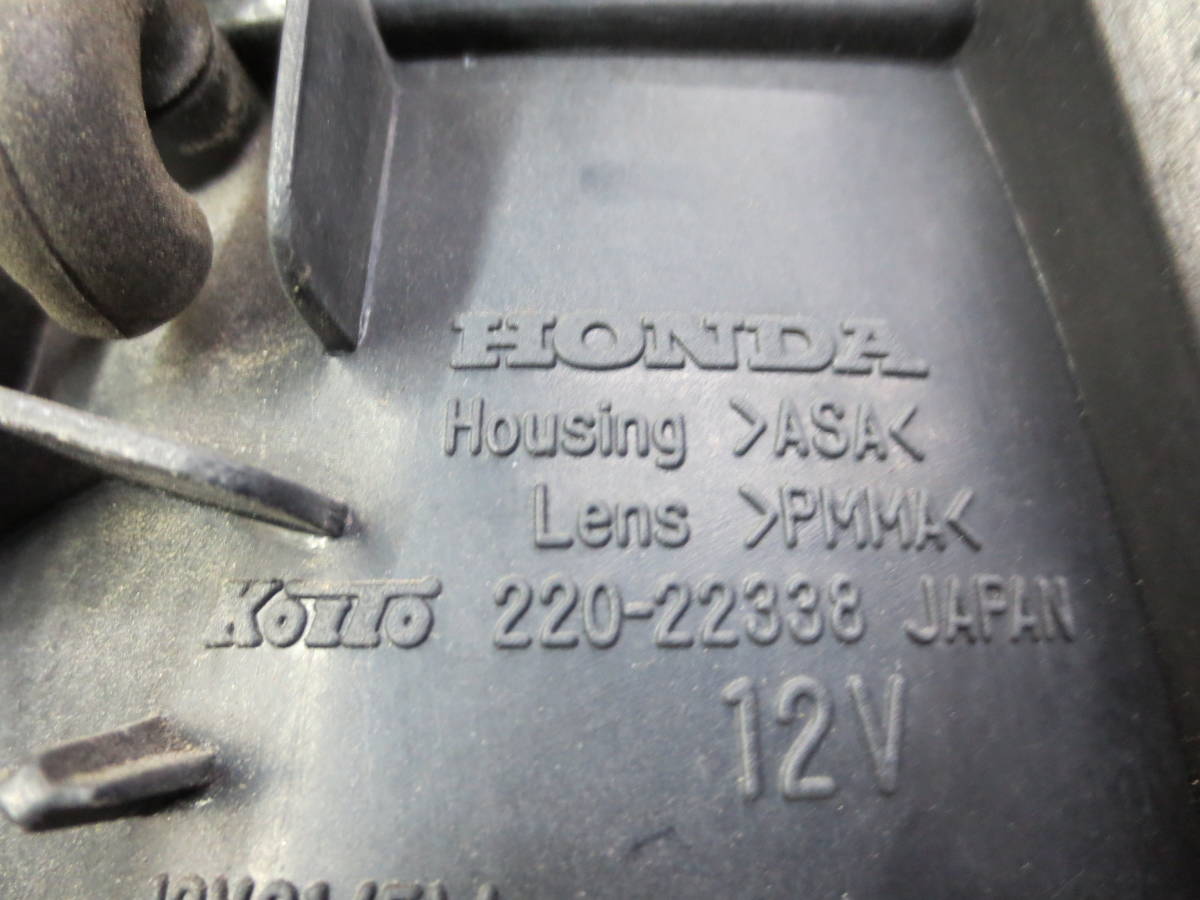 HONDA
Housing >ASA<
Lens >PMMA<
KOITO 220-22338 JAPAN
12V